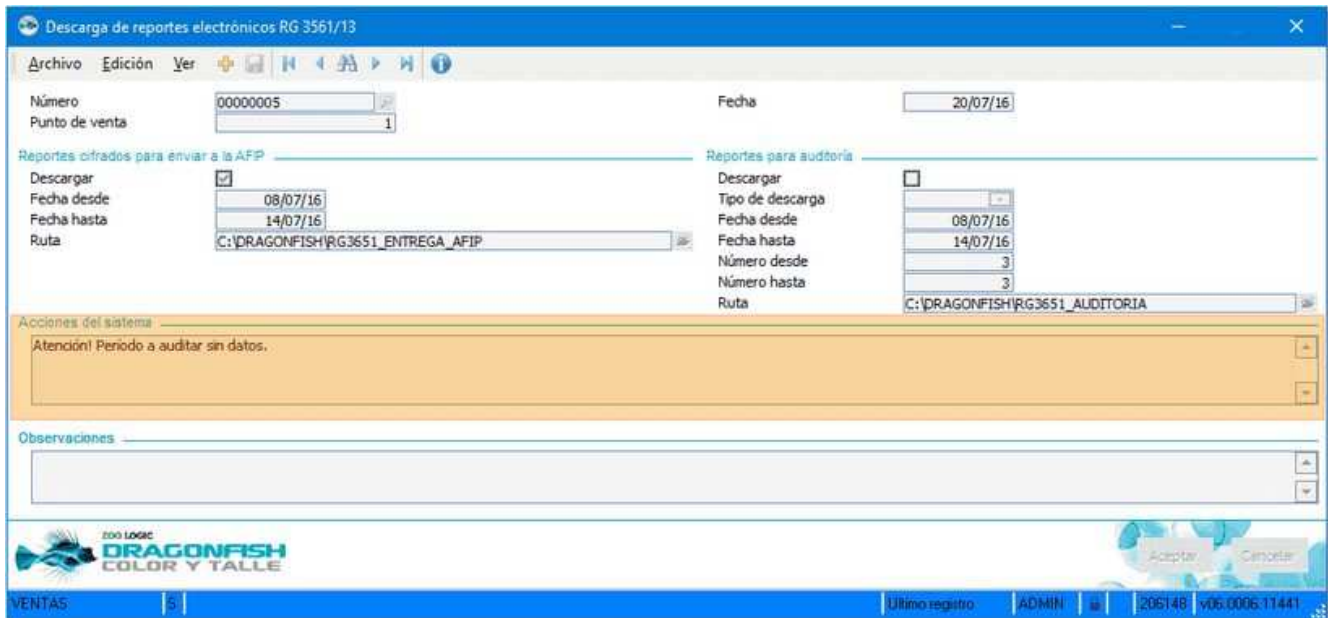 Descarga de reportes electrónicos RG 3561/13
Archivo Edición Ver
Número 00000005 Fecha 20/07/16
Punto de venta 1
Reportes cifrados para enviar a la AFIP Reportes para auditoría
Descargar Descargar
Fecha desde 08/07/16 Tipo de descarga
Fecha hasta 14/07/16 Fecha desde 08/07/16
Ruta C:\DRAGONFISH\RG3651_ENTREGA_AFIP Fecha hasta 14/07/16
Número desde 3
Número hasta 3
Ruta C:\DRAGONFISH\RG3651_AUDITORIA
Acciones del sistema
Atención! Período a auditar sin datos.
Observaciones
ZOO LOGIC
DRAGONFISH
COLOR Y TALLE
Aceptar Cancelar
VENTAS S Ultimo registro ADMIN 206148 v06.0006.11441